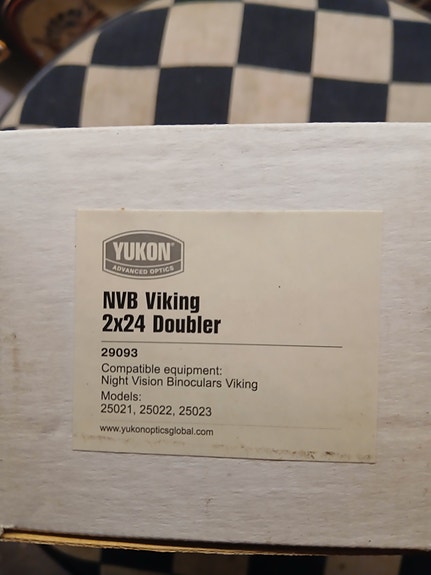 YUKON
ADVANCED OPTICS
NVB Viking
2x24 Doubler
29093
Compatible equipment:
Night Vision Binoculars Viking
Models:
25021, 25022, 25023
www.yukonopticsglobal.com